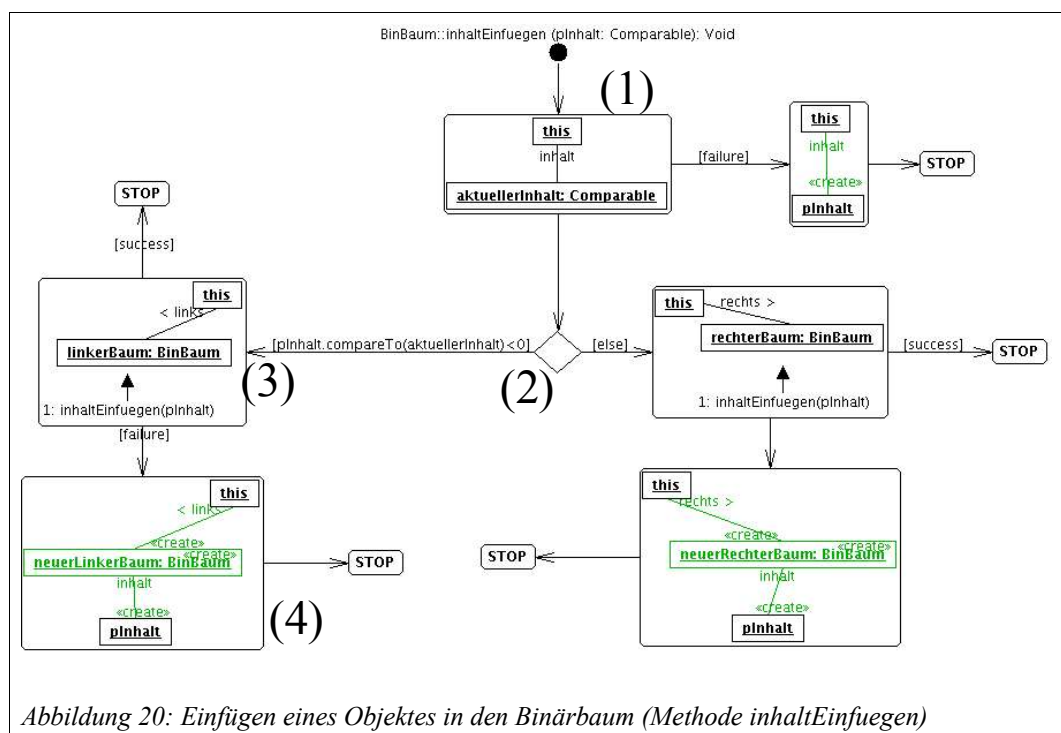 BinBaum::inhaltEinfuegen (pInhalt: Comparable): Void
(1)
this
inhalt
aktuellerInhalt: Comparable
[failure]
this
inhalt
«create»
pInhalt
STOP
STOP
[success]
this
< links
linkerBaum: BinBaum
1: inhaltEinfuegen(pInhalt)
(3)
[pInhalt.compareTo(aktuellerInhalt)<0]
(2)
[else]
this
rechts >
rechterBaum: BinBaum
1: inhaltEinfuegen(pInhalt)
[success]
STOP
[failure]
this
< links
«create»
«create»
neuerLinkerBaum: BinBaum
inhalt
«create»
pInhalt
(4)
STOP
STOP
this
rechts >
«create»
«create»
neuerRechterBaum: BinBaum
inhalt
«create»
pInhalt
Abbildung 20: Einfügen eines Objektes in den Binärbaum (Methode inhaltEinfuegen)